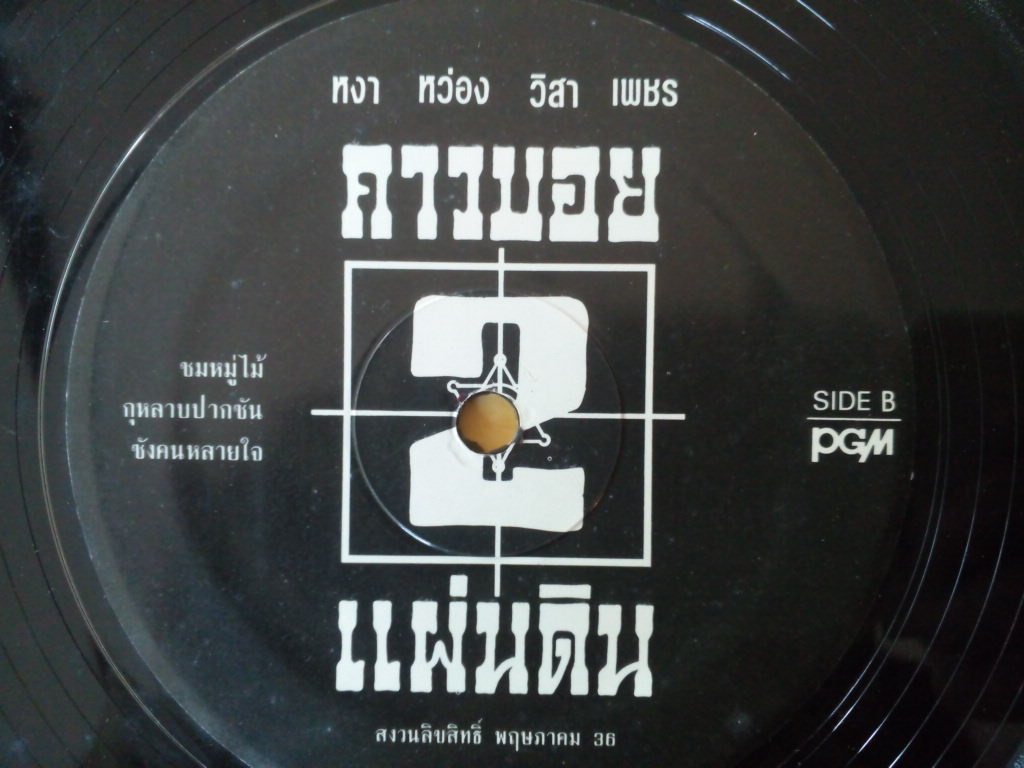 หงา หว่อง วิสา เพชร
คาวบอย
2
แผ่นดิน
ชมหมู่ไม้
กุหลาบปากซัน
ชังคนหลายใจ
SIDE B
PGM
สงวนลิขสิทธิ์ พฤษภาคม 36